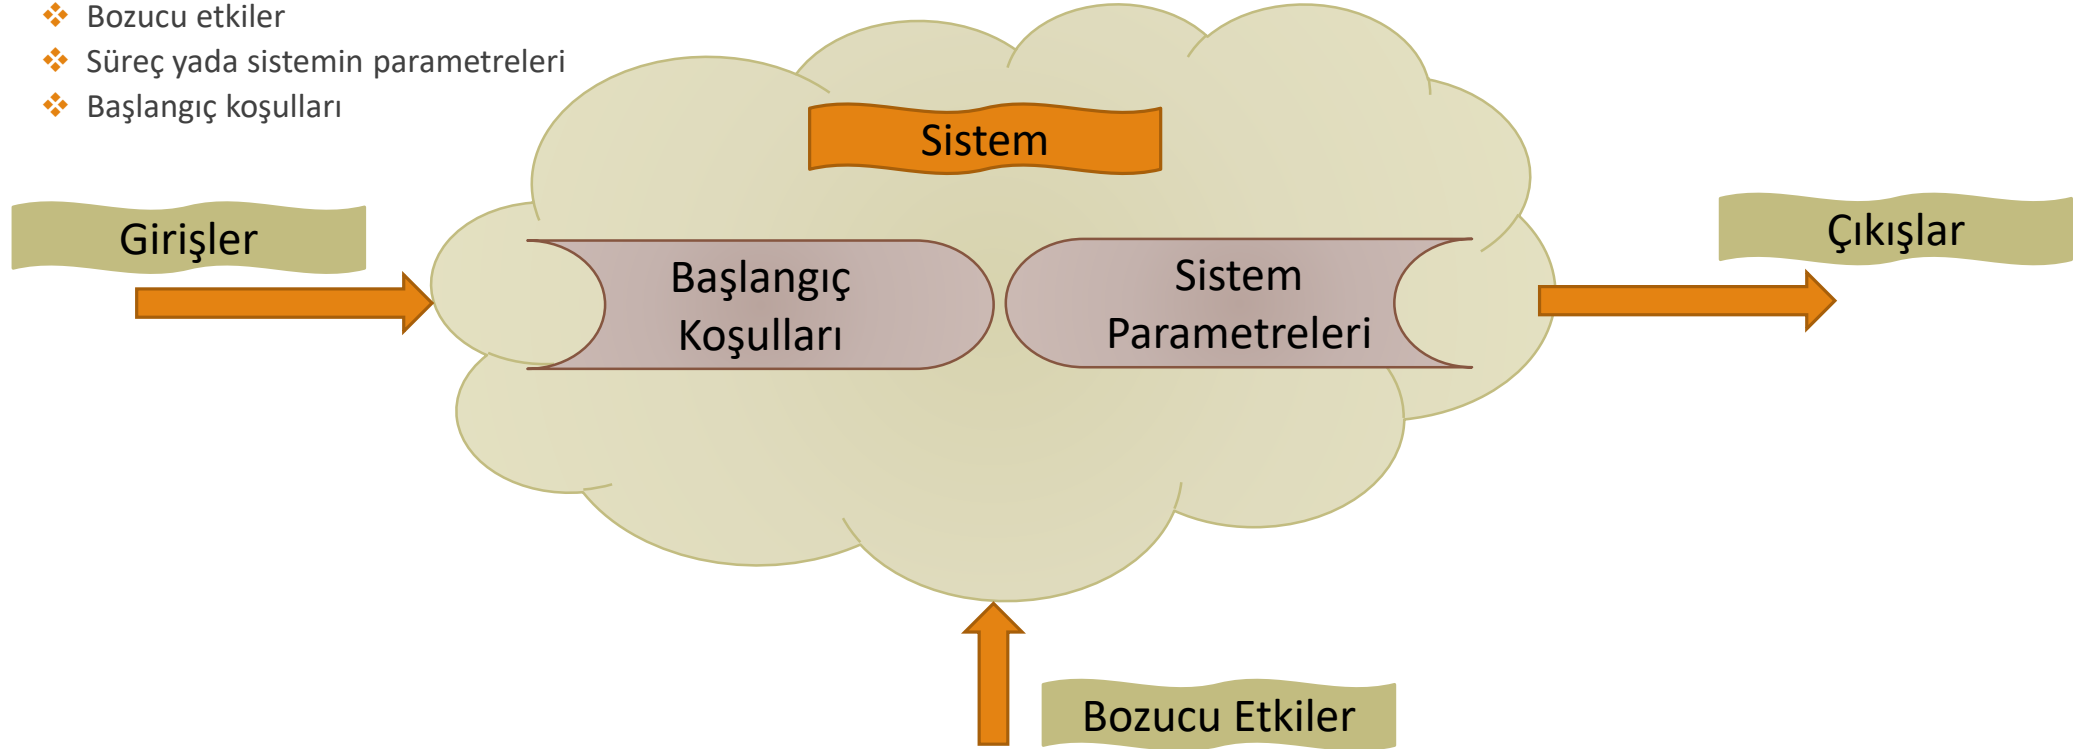 Bozucu etkiler
Süreç yada sistemin parametreleri
Başlangıç koşulları
Sistem
Girişler
Çıkışlar
Başlangıç
Koşulları
Sistem
Parametreleri
Bozucu Etkiler